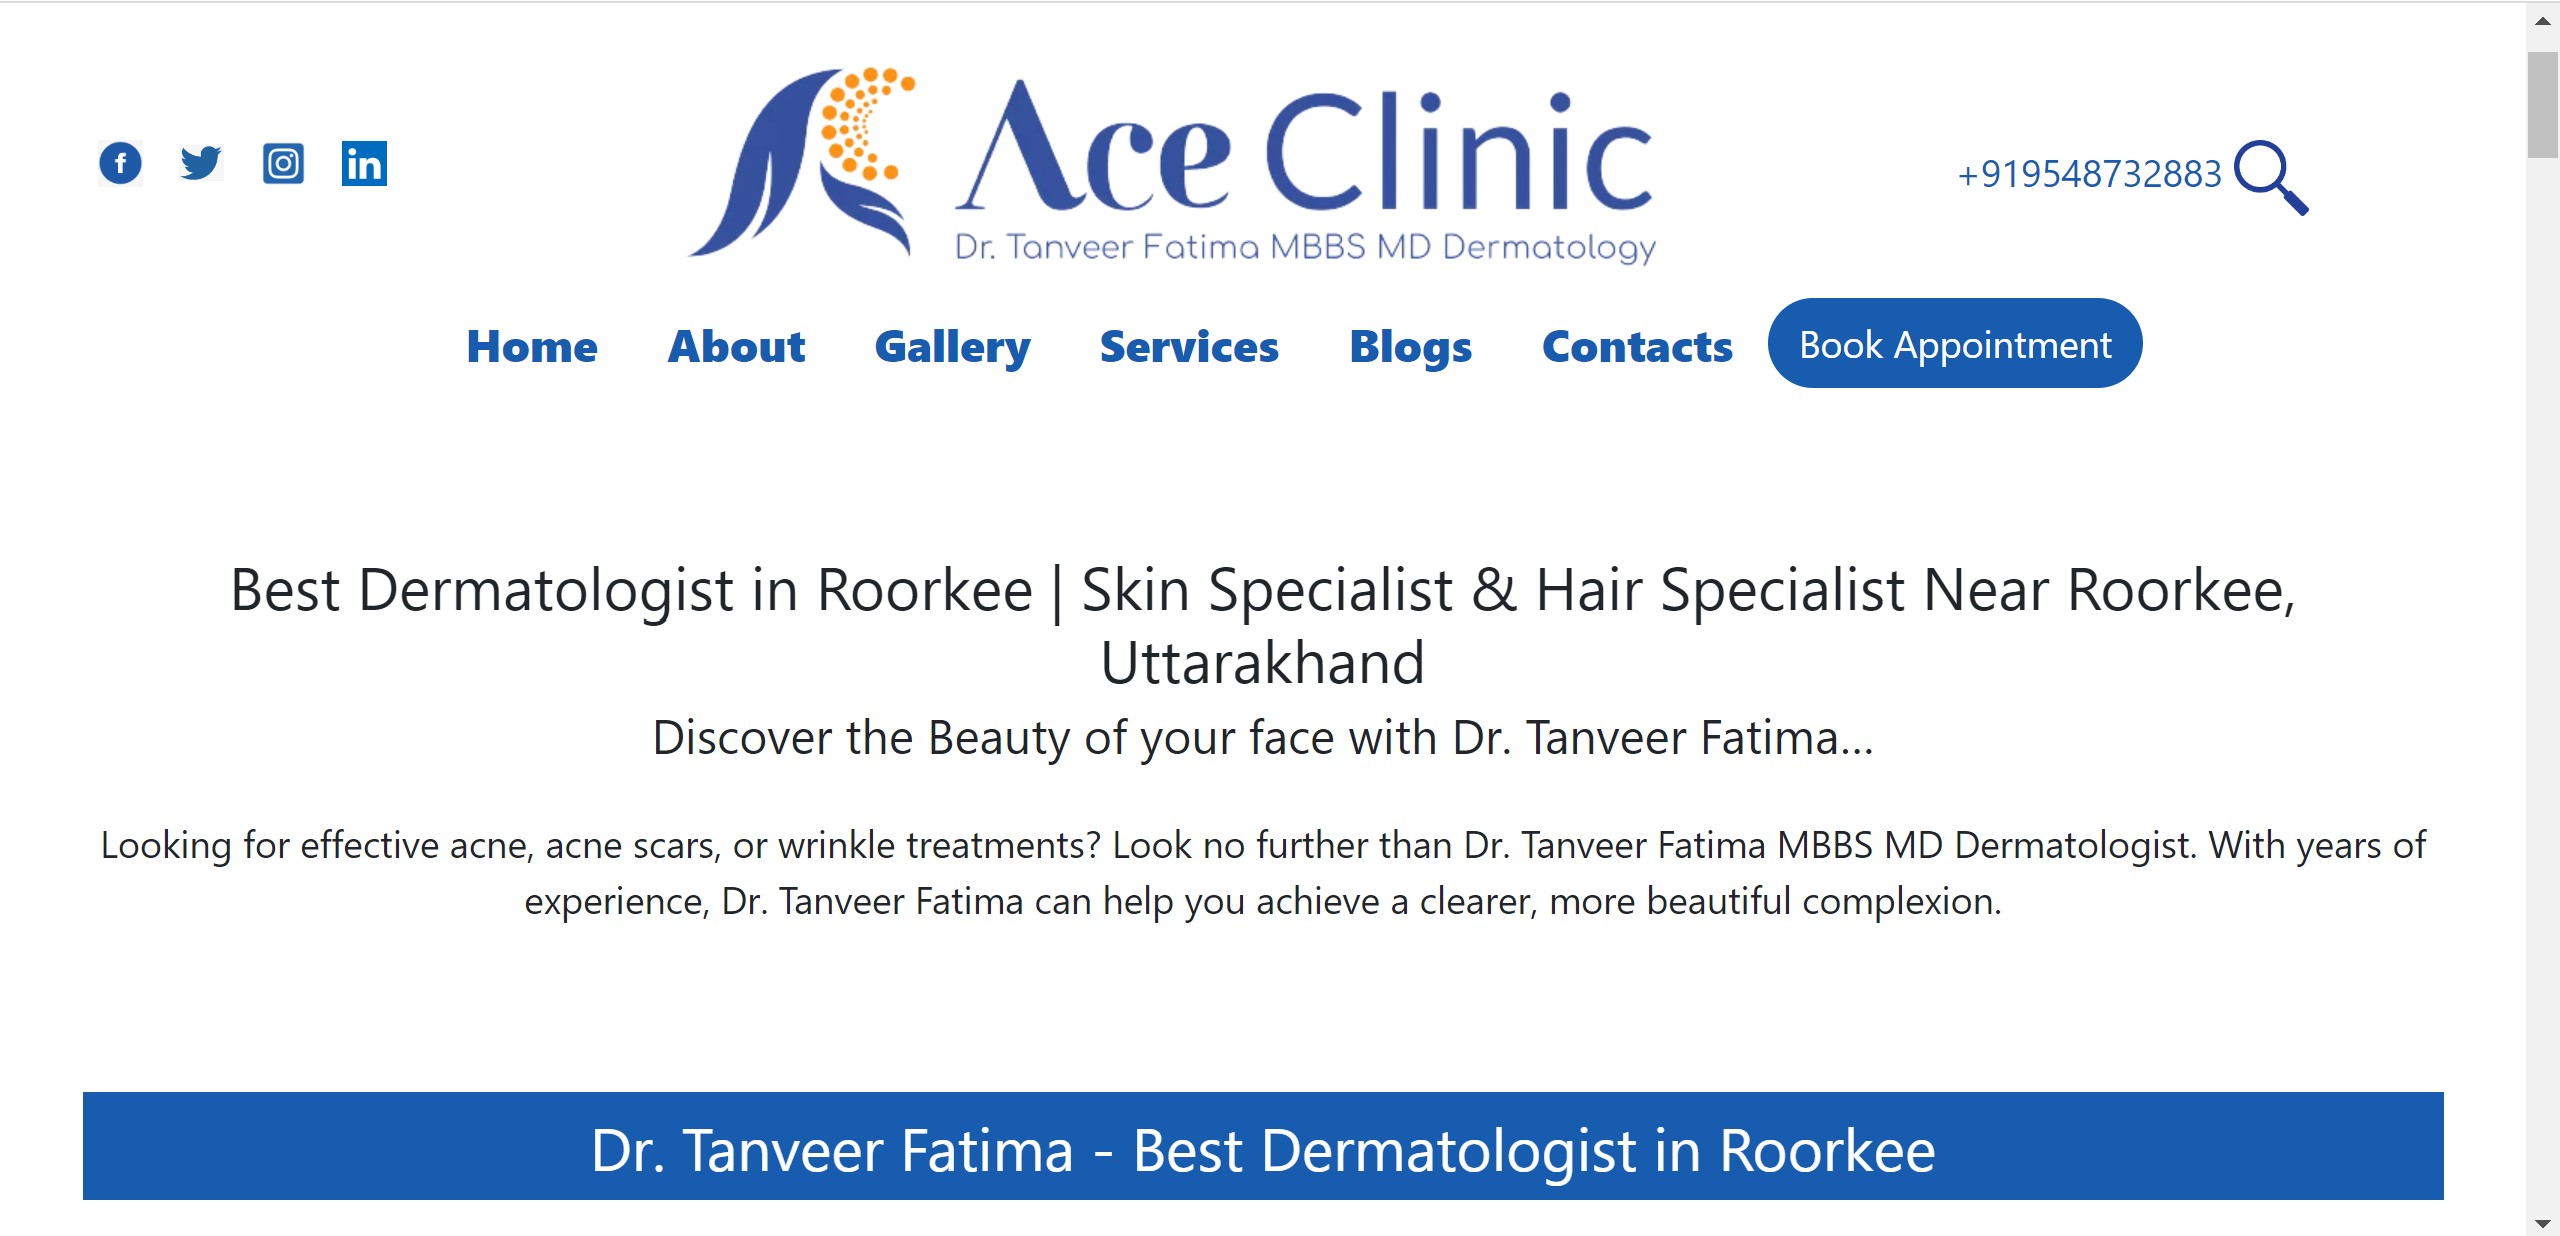 f
in
Ace Clinic
Dr. Tanveer Fatima MBBS MD Dermatology
+919548732883
Home About Gallery Services Blogs Contacts Book Appointment
Best Dermatologist in Roorkee | Skin Specialist & Hair Specialist Near Roorkee,
Uttarakhand
Discover the Beauty of your face with Dr. Tanveer Fatima...
Looking for effective acne, acne scars, or wrinkle treatments? Look no further than Dr. Tanveer Fatima MBBS MD Dermatologist. With years of
experience, Dr. Tanveer Fatima can help you achieve a clearer, more beautiful complexion.
Dr. Tanveer Fatima - Best Dermatologist in Roorkee